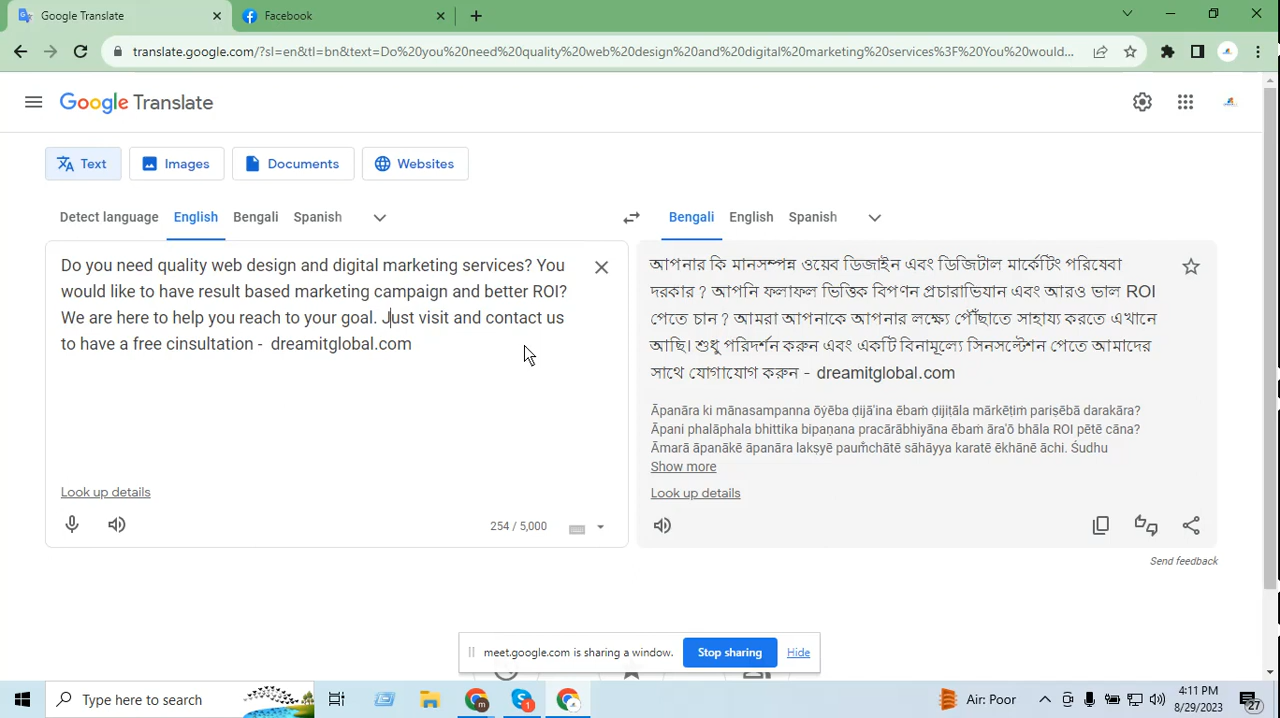 Google Translate
Facebook
translate.google.com/?sl=en&tl=bn&text=Do%20you%20need%20quality%20web%20design%20and%20digital%20marketing%20services%3F%20You%20would...
Google Translate
Text
Images
Documents
Websites
Detect language English Bengali Spanish
Bengali English Spanish
Do you need quality web design and digital marketing services? You
would like to have result based marketing campaign and better ROI?
We are here to help you reach to your goal. Just visit and contact us
to have a free cinsultation - dreamitglobal.com
আপনার কি মানসম্পন্ন ওয়েব ডিজাইন এবং ডিজিটাল মার্কেটিং পরিষেবা
দরকার ? আপনি ফলাফল ভিত্তিক বিপণন প্রচারাভিযান এবং আরও ভাল ROI
পেতে চান ? আমরা আপনাকে আপনার লক্ষ্যে পৌঁছাতে সাহায্য করতে এখানে
আছি। শুধু পরিদর্শন করুন এবং একটি বিনামূল্যে সিনসল্টেশন পেতে আমাদের
সাথে যোগাযোগ করুন - dreamitglobal.com
Āpanāra ki mānasampanna ōẏēba ḍijā'ina ēbaṁ ḍijiṭāla mārkēṭiṁ pariṣēbā darakāra?
Āpani phalāphala bhittika bipaṇana pracārābhiyāna ēbaṁ āra'ō bhāla ROI pētē cāna?
Āmarā āpanākē āpanāra lakṣyē paum̐chātē sāhāyya karatē ēkhānē āchi. Śudhu
Show more
Look up details
Look up details
254 / 5,000
Send feedback
meet.google.com is sharing a window.
Stop sharing
Hide
Type here to search
m
1
Air: Poor
4:11 PM
8/29/2023
27